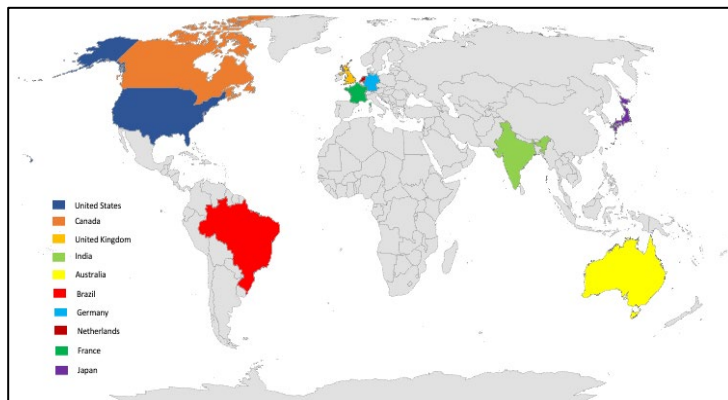 United States
Canada
United Kingdom
India
Australia
Brazil
Germany
Netherlands
France
Japan